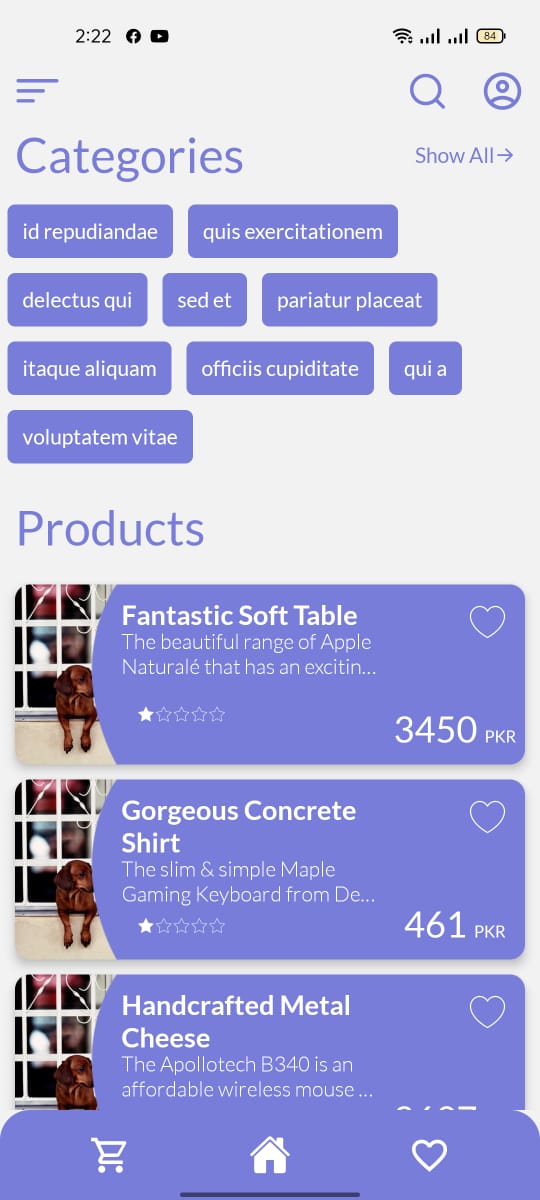 2:22
84
Categories
Show All→
id repudiandae
quis exercitationem
delectus qui
sed et
pariatur placeat
itaque aliquam
officiis cupiditate
qui a
voluptatem vitae
Products
Fantastic Soft Table
The beautiful range of Apple
Naturalé that has an excitin...
3450 PKR
Gorgeous Concrete
Shirt
The slim & simple Maple
Gaming Keyboard from De...
461 PKR
Handcrafted Metal
Cheese
The Apollotech B340 is an
affordable wireless mouse ...